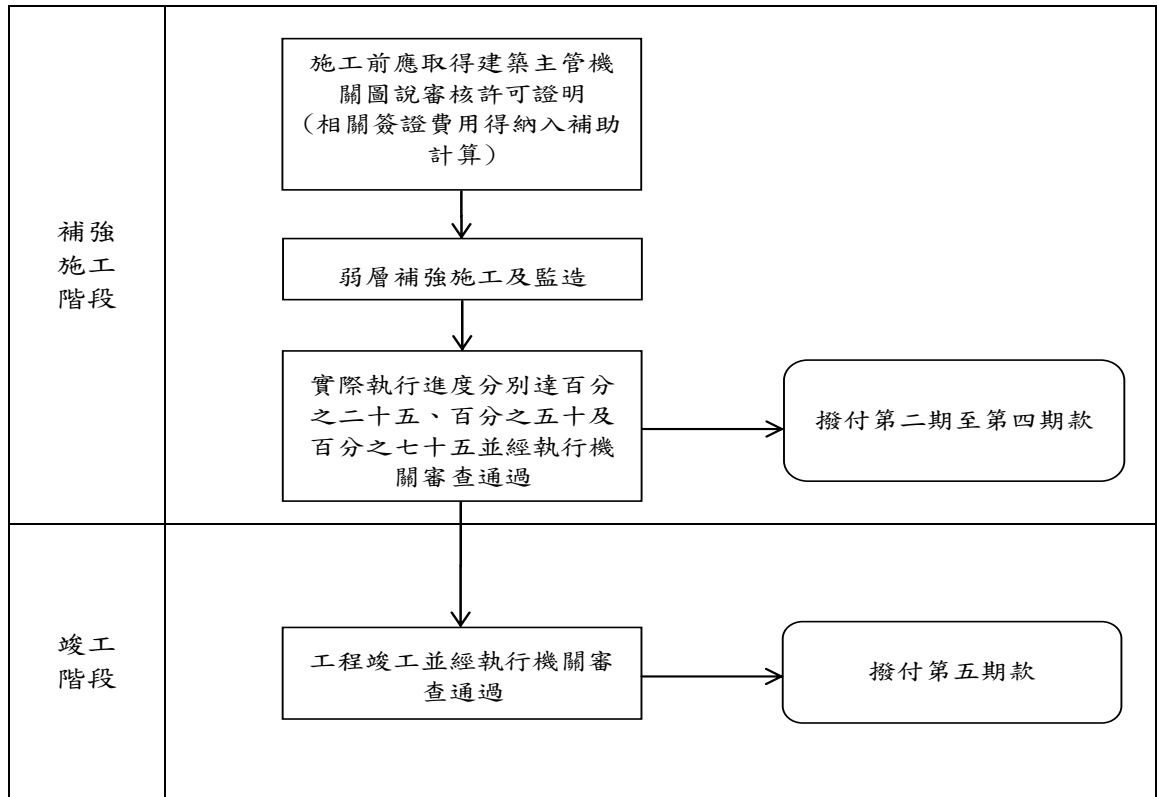 補強
施工
階段
施工前應取得建築主管機
關圖說審核許可證明
（相關簽證費用得納入補助
計算）
弱層補強施工及監造
實際執行進度分別達百分
之二十五、百分之五十及
百分之七十五並經執行機
關審查通過
撥付第二期至第四期款
竣工
階段
工程竣工並經執行機關審
查通過
撥付第五期款